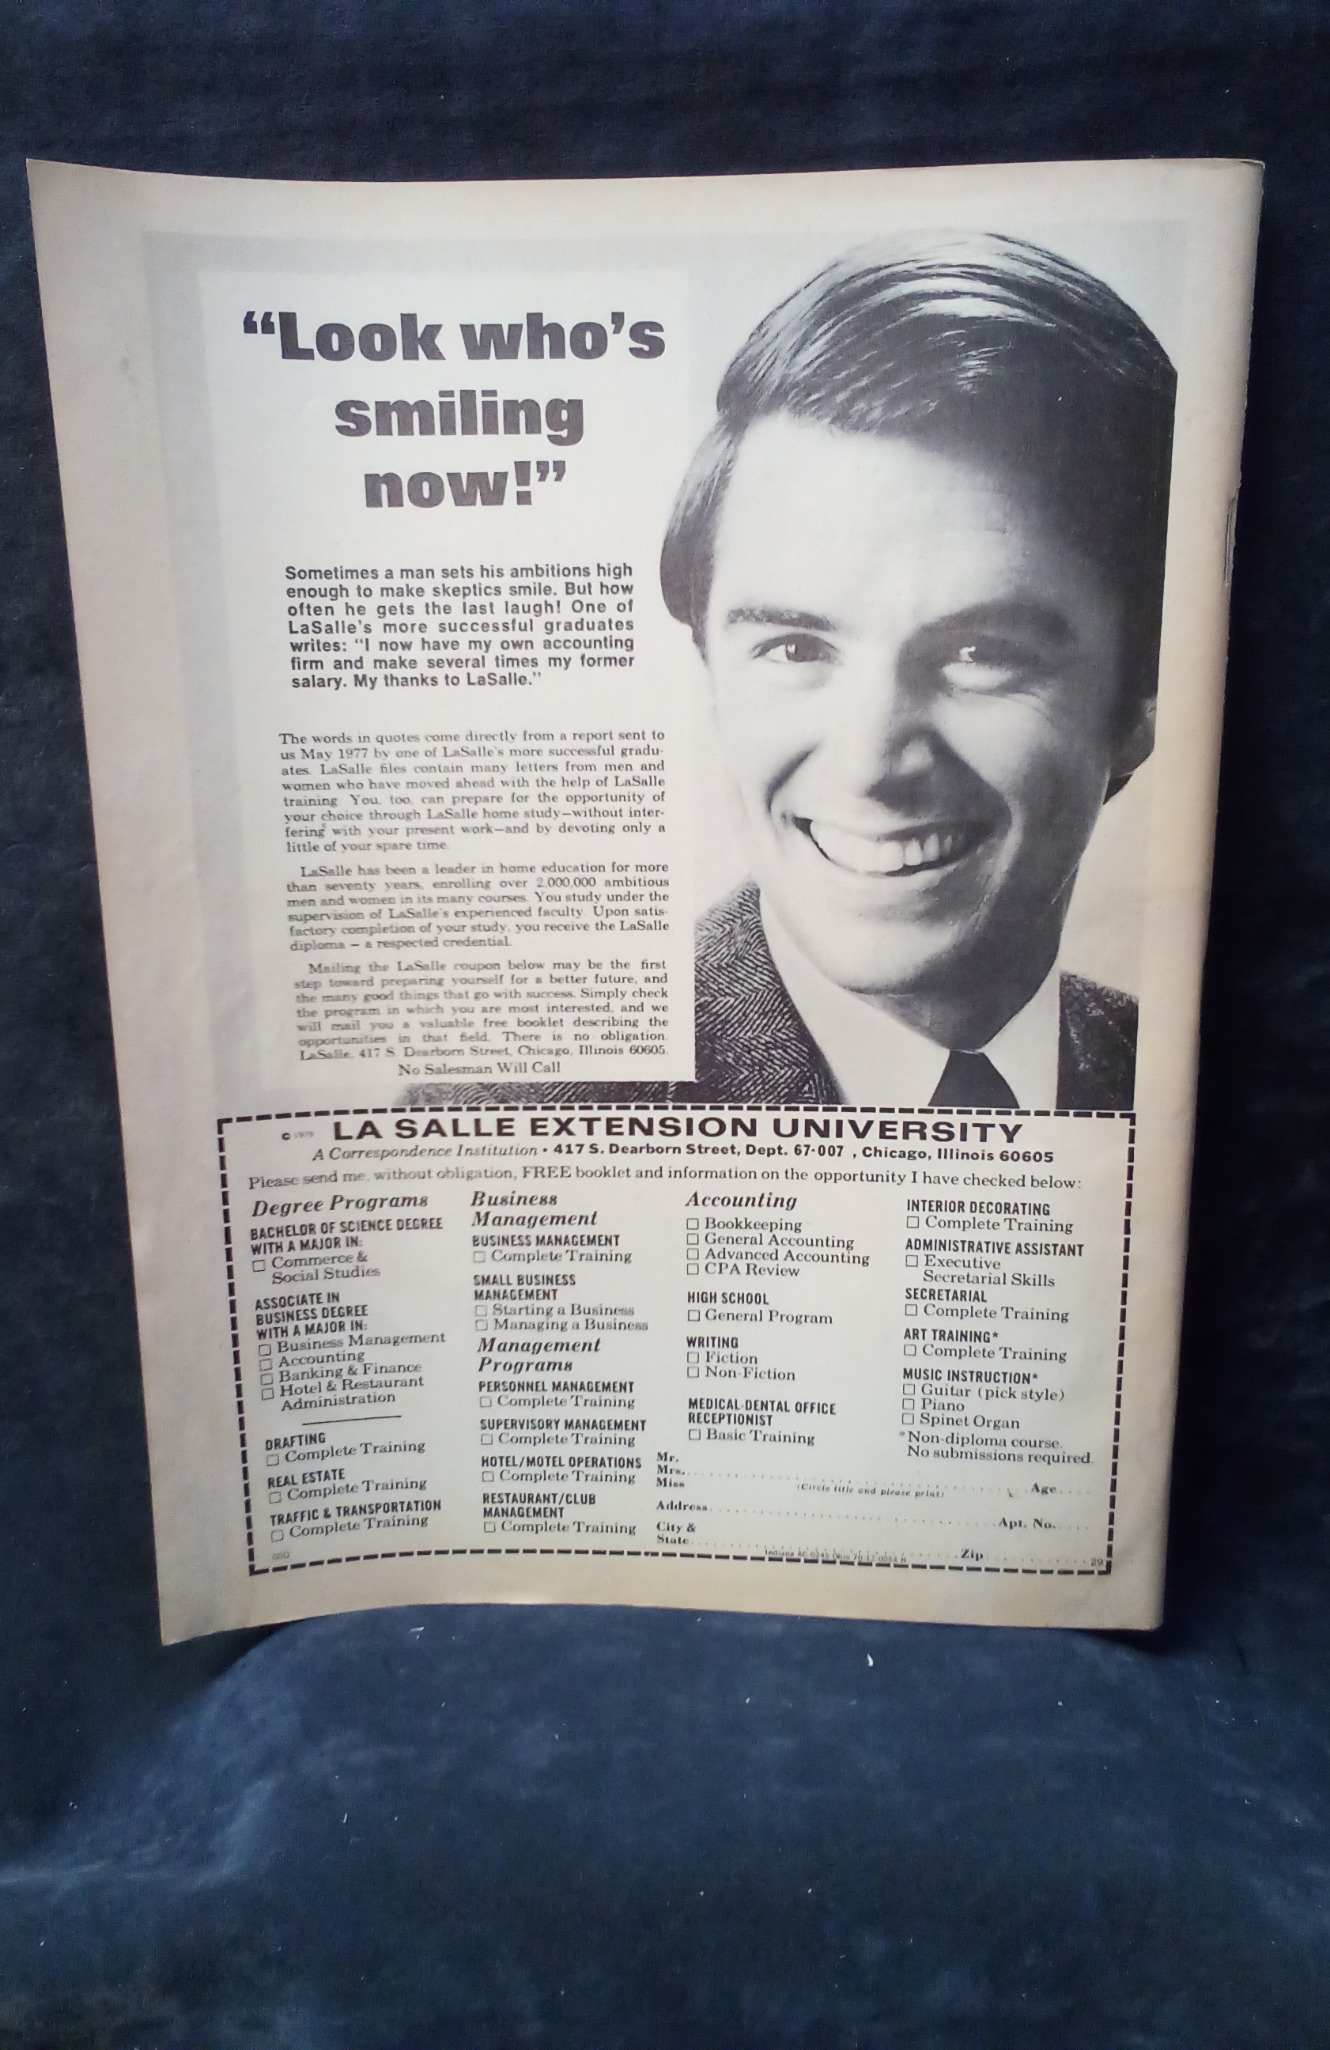 “Look who’s
smiling
now!”
Sometimes a man sets his ambitions high
enough to make skeptics smile. But how
often he gets the last laugh! One of
LaSalle’s more successful graduates
writes: “I now have my own accounting
firm and make several times my former
salary. My thanks to LaSalle.”
The words in quotes come directly from a report sent to
us May 1977 by one of LaSalle’s more successful gradu-
ates. LaSalle files contain many letters from men and
women who have moved ahead with the help of LaSalle
training. You, too, can prepare for the opportunity of
your choice through LaSalle home study—without inter-
fering with your present work—and by devoting only a
little of your spare time.
LaSalle has been a leader in home education for more
than seventy years, enrolling over 2,000,000 ambitious
men and women in its many courses. You study under the
supervision of LaSalle’s experienced faculty. Upon satis-
factory completion of your study, you receive the LaSalle
diploma — a respected credential.
Mailing the LaSalle coupon below may be the first
step toward preparing yourself for a better future, and
the many good things that go with success. Simply check
the program in which you are most interested, and we
will mail you a valuable free booklet describing the
opportunities in that field. There is no obligation.
LaSalle, 417 S. Dearborn Street, Chicago, Illinois 60605.
No Salesman Will Call
© LA SALLE EXTENSION UNIVERSITY
A Correspondence Institution • 417 S. Dearborn Street, Dept. 67-007 , Chicago, Illinois 60605
Please send me, without obligation, FREE booklet and information on the opportunity I have checked below:
Degree Programs
BACHELOR OF SCIENCE DEGREE
WITH A MAJOR IN:
☐ Commerce &
Social Studies
ASSOCIATE IN
BUSINESS DEGREE
WITH A MAJOR IN:
☐ Business Management
☐ Accounting
☐ Banking & Finance
☐ Hotel & Restaurant
Administration
DRAFTING
☐ Complete Training
REAL ESTATE
☐ Complete Training
TRAFFIC & TRANSPORTATION
☐ Complete Training
Business
Management
BUSINESS MANAGEMENT
☐ Complete Training
SMALL BUSINESS
MANAGEMENT
☐ Starting a Business
☐ Managing a Business
Management
Programs
PERSONNEL MANAGEMENT
☐ Complete Training
SUPERVISORY MANAGEMENT
☐ Complete Training
HOTEL/MOTEL OPERATIONS
☐ Complete Training
RESTAURANT/CLUB
MANAGEMENT
☐ Complete Training
Accounting
☐ Bookkeeping
☐ General Accounting
☐ Advanced Accounting
☐ CPA Review
HIGH SCHOOL
☐ General Program
WRITING
☐ Fiction
☐ Non-Fiction
MEDICAL-DENTAL OFFICE
RECEPTIONIST
☐ Basic Training
INTERIOR DECORATING
☐ Complete Training
ADMINISTRATIVE ASSISTANT
☐ Executive
Secretarial Skills
SECRETARIAL
☐ Complete Training
ART TRAINING*
☐ Complete Training
MUSIC INSTRUCTION*
☐ Guitar (pick style)
☐ Piano
☐ Spinet Organ
*Non-diploma course.
No submissions required.
Mr.
Mrs.
Miss (Circle title and please print) Age
Address Apt. No.
City &
State Zip
29